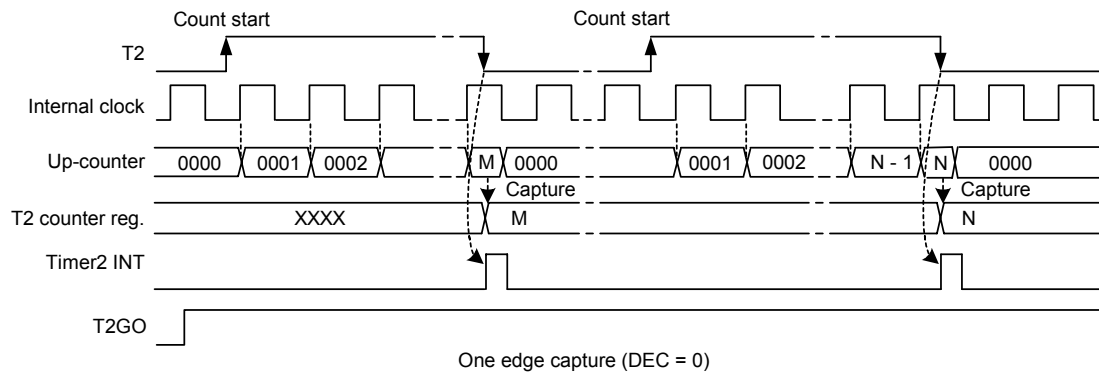 Count start Count start
T2
Internal clock
Up-counter 0000 0001 0002 M 0000 0001 0002 N - 1 N 0000
Capture Capture
T2 counter reg. XXXX M N
Timer2 INT
T2GO
One edge capture (DEC = 0)